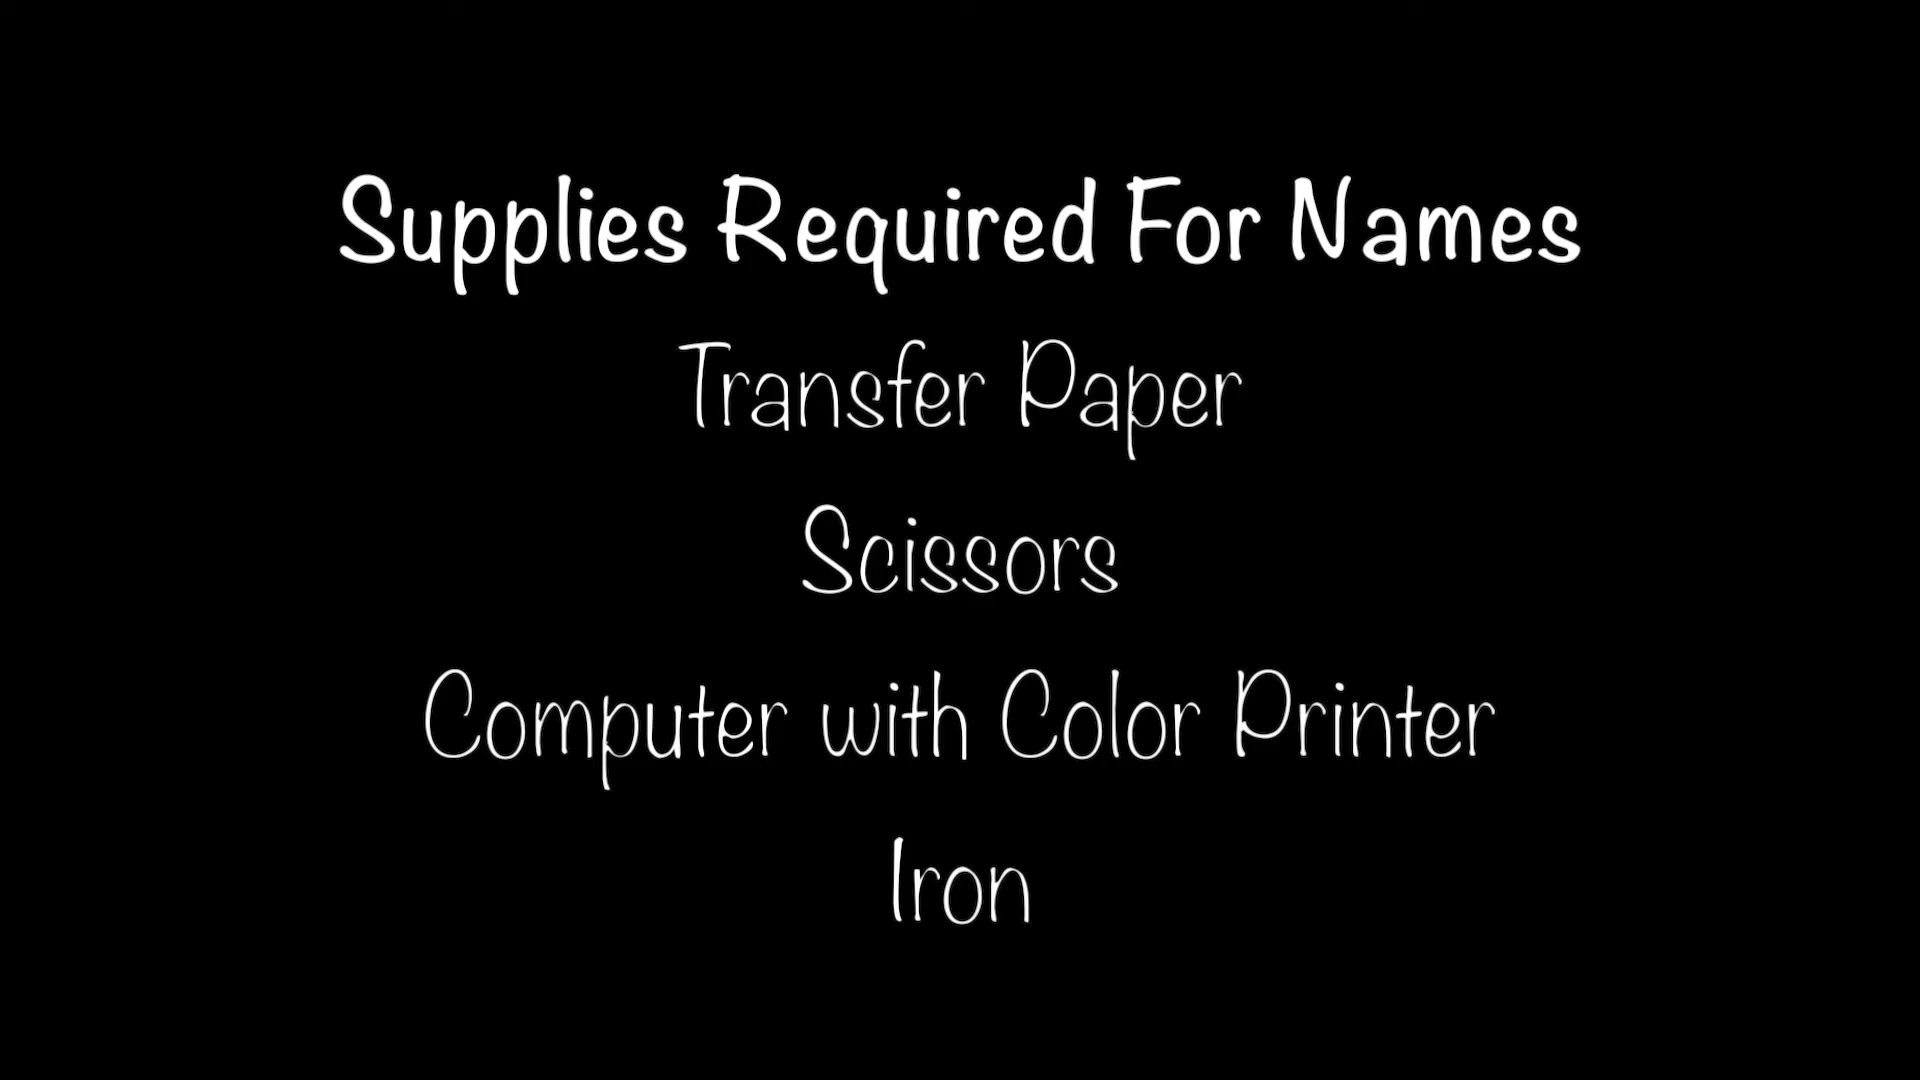 Supplies Required For Names
Transfer Paper
Scissors
Computer with Color Printer
Iron